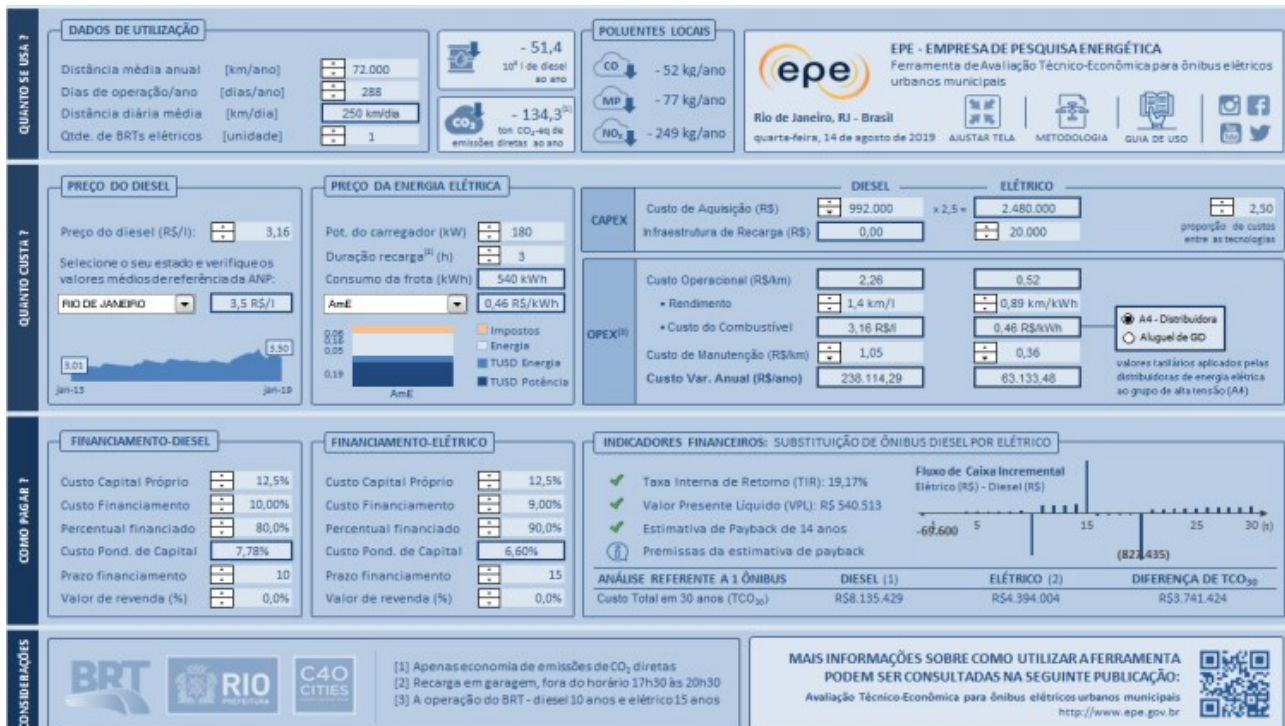 QUANTO SE USA ?
DADOS DE UTILIZAÇÃO
Distância média anual [km/ano] 72.000
Dias de operação/ano [dias/ano] 288
Distância diária média [km/dia] 250 km/dia
Qtde. de BRTs elétricos [unidade] 1
- 51,4
10³ l de diesel
ao ano
CO₂
- 134,3[1]
ton CO₂-eq de
emissões diretas ao ano
POLUENTES LOCAIS
CO - 52 kg/ano
MP - 77 kg/ano
NOₓ - 249 kg/ano
epe
EPE - EMPRESA DE PESQUISA ENERGÉTICA
Ferramenta de Avaliação Técnico-Econômica para ônibus elétricos
urbanos municipais
Rio de Janeiro, RJ - Brasil
quarta-feira, 14 de agosto de 2019
AJUSTAR TELA
METODOLOGIA
GUIA DE USO
QUANTO CUSTA ?
PREÇO DO DIESEL
Preço do diesel (R$/l): 3,16
Selecione o seu estado e verifique os
valores médios de referência da ANP:
RIO DE JANEIRO 3,5 R$/l
3,01
3,50
jan-13 jan-19
PREÇO DA ENERGIA ELÉTRICA
Pot. do carregador (kW) 180
Duração recarga[2] (h) 3
Consumo da frota (kWh) 540 kWh
AmE 0,46 R$/kWh
0,06
0,16
0,05
0,19
AmE
Impostos
Energia
TUSD Energia
TUSD Potência
DIESEL ELÉTRICO
CAPEX
Custo de Aquisição (R$) 992.000 x 2,5 = 2.480.000
Infraestrutura de Recarga (R$) 0,00 20.000
2,50
proporção de custos
entre as tecnologias
OPEX[3]
Custo Operacional (R$/km) 2,26 0,52
• Rendimento 1,4 km/l 0,89 km/kWh
• Custo do Combustível 3,16 R$/l 0,46 R$/kWh
Custo de Manutenção (R$/km) 1,05 0,36
Custo Var. Anual (R$/ano) 238.114,29 63.133,48
A4 - Distribuidora
Aluguel de GD
valores tarifários aplicados pelas
distribuidoras de energia elétrica
ao grupo de alta tensão (A4)
COMO PAGAR ?
FINANCIAMENTO-DIESEL
Custo Capital Próprio 12,5%
Custo Financiamento 10,00%
Percentual financiado 80,0%
Custo Pond. de Capital 7,78%
Prazo financiamento 10
Valor de revenda (%) 0,0%
FINANCIAMENTO-ELÉTRICO
Custo Capital Próprio 12,5%
Custo Financiamento 9,00%
Percentual financiado 90,0%
Custo Pond. de Capital 6,60%
Prazo financiamento 15
Valor de revenda (%) 0,0%
INDICADORES FINANCEIROS: SUBSTITUIÇÃO DE ÔNIBUS DIESEL POR ELÉTRICO
Taxa Interna de Retorno (TIR): 19,17%
Valor Presente Líquido (VPL): R$ 540.513
Estimativa de Payback de 14 anos
Premissas da estimativa de payback
Fluxo de Caixa Incremental
Elétrico (R$) - Diesel (R$)
1 5 15 25 30 (t)
-69.600
(827.435)
ANÁLISE REFERENTE A 1 ÔNIBUS DIESEL (1) ELÉTRICO (2) DIFERENÇA DE TCO₃₀
Custo Total em 30 anos (TCO₃₀) R$8.135.429 R$4.394.004 R$3.741.424
CONSIDERAÇÕES
BRT
RIO
PREFEITURA
C40
CITIES
[1] Apenas economia de emissões de CO₂ diretas
[2] Recarga em garagem, fora do horário 17h30 às 20h30
[3] A operação do BRT - diesel 10 anos e elétrico 15 anos
MAIS INFORMAÇÕES SOBRE COMO UTILIZAR A FERRAMENTA
PODEM SER CONSULTADAS NA SEGUINTE PUBLICAÇÃO:
Avaliação Técnico-Econômica para ônibus elétricos urbanos municipais
http://www.epe.gov.br